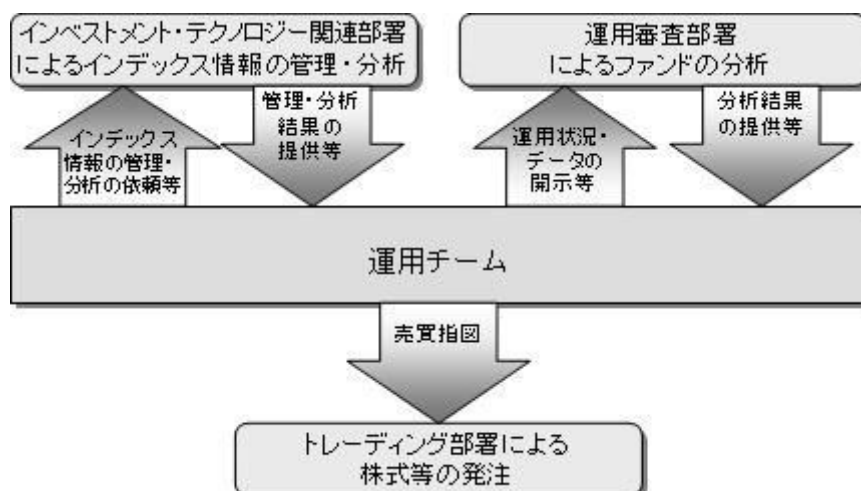 インベストメント・テクノロジー関連部署
によるインデックス情報の管理・分析
運用審査部署
によるファンドの分析
インデックス
情報の管理・
分析の依頼等
管理・分析
結果の
提供等
運用状況・
データの
開示等
分析結果
の提供等
運用チーム
売買指図
トレーディング部署による
株式等の発注